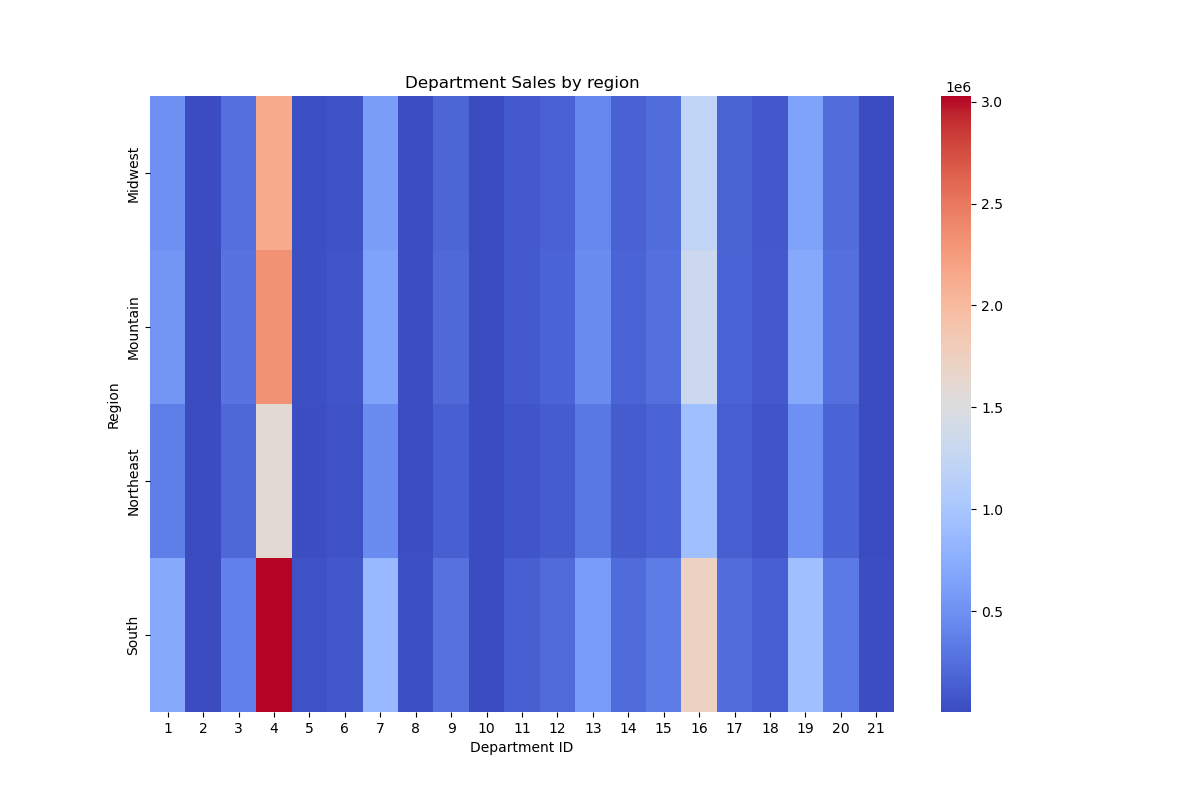 Department Sales by region
1e6
3.0
2.5
2.0
1.5
1.0
0.5
Region
Midwest
Mountain
Northeast
South
1 2 3 4 5 6 7 8 9 10 11 12 13 14 15 16 17 18 19 20 21
Department ID